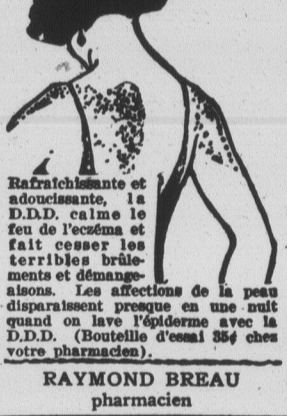 Rafraîchissante et
adoucissante, la
D.D.D. calme le
feu de l'eczéma et
fait cesser les
terribles brûle-
ments et démange-
aisons. Les affections de la peau
disparaissent presque en une nuit
quand on lave l'épiderme avec la
D.D.D. (Bouteille d'essai 35¢ chez
votre pharmacien).
RAYMOND BREAU
pharmacien